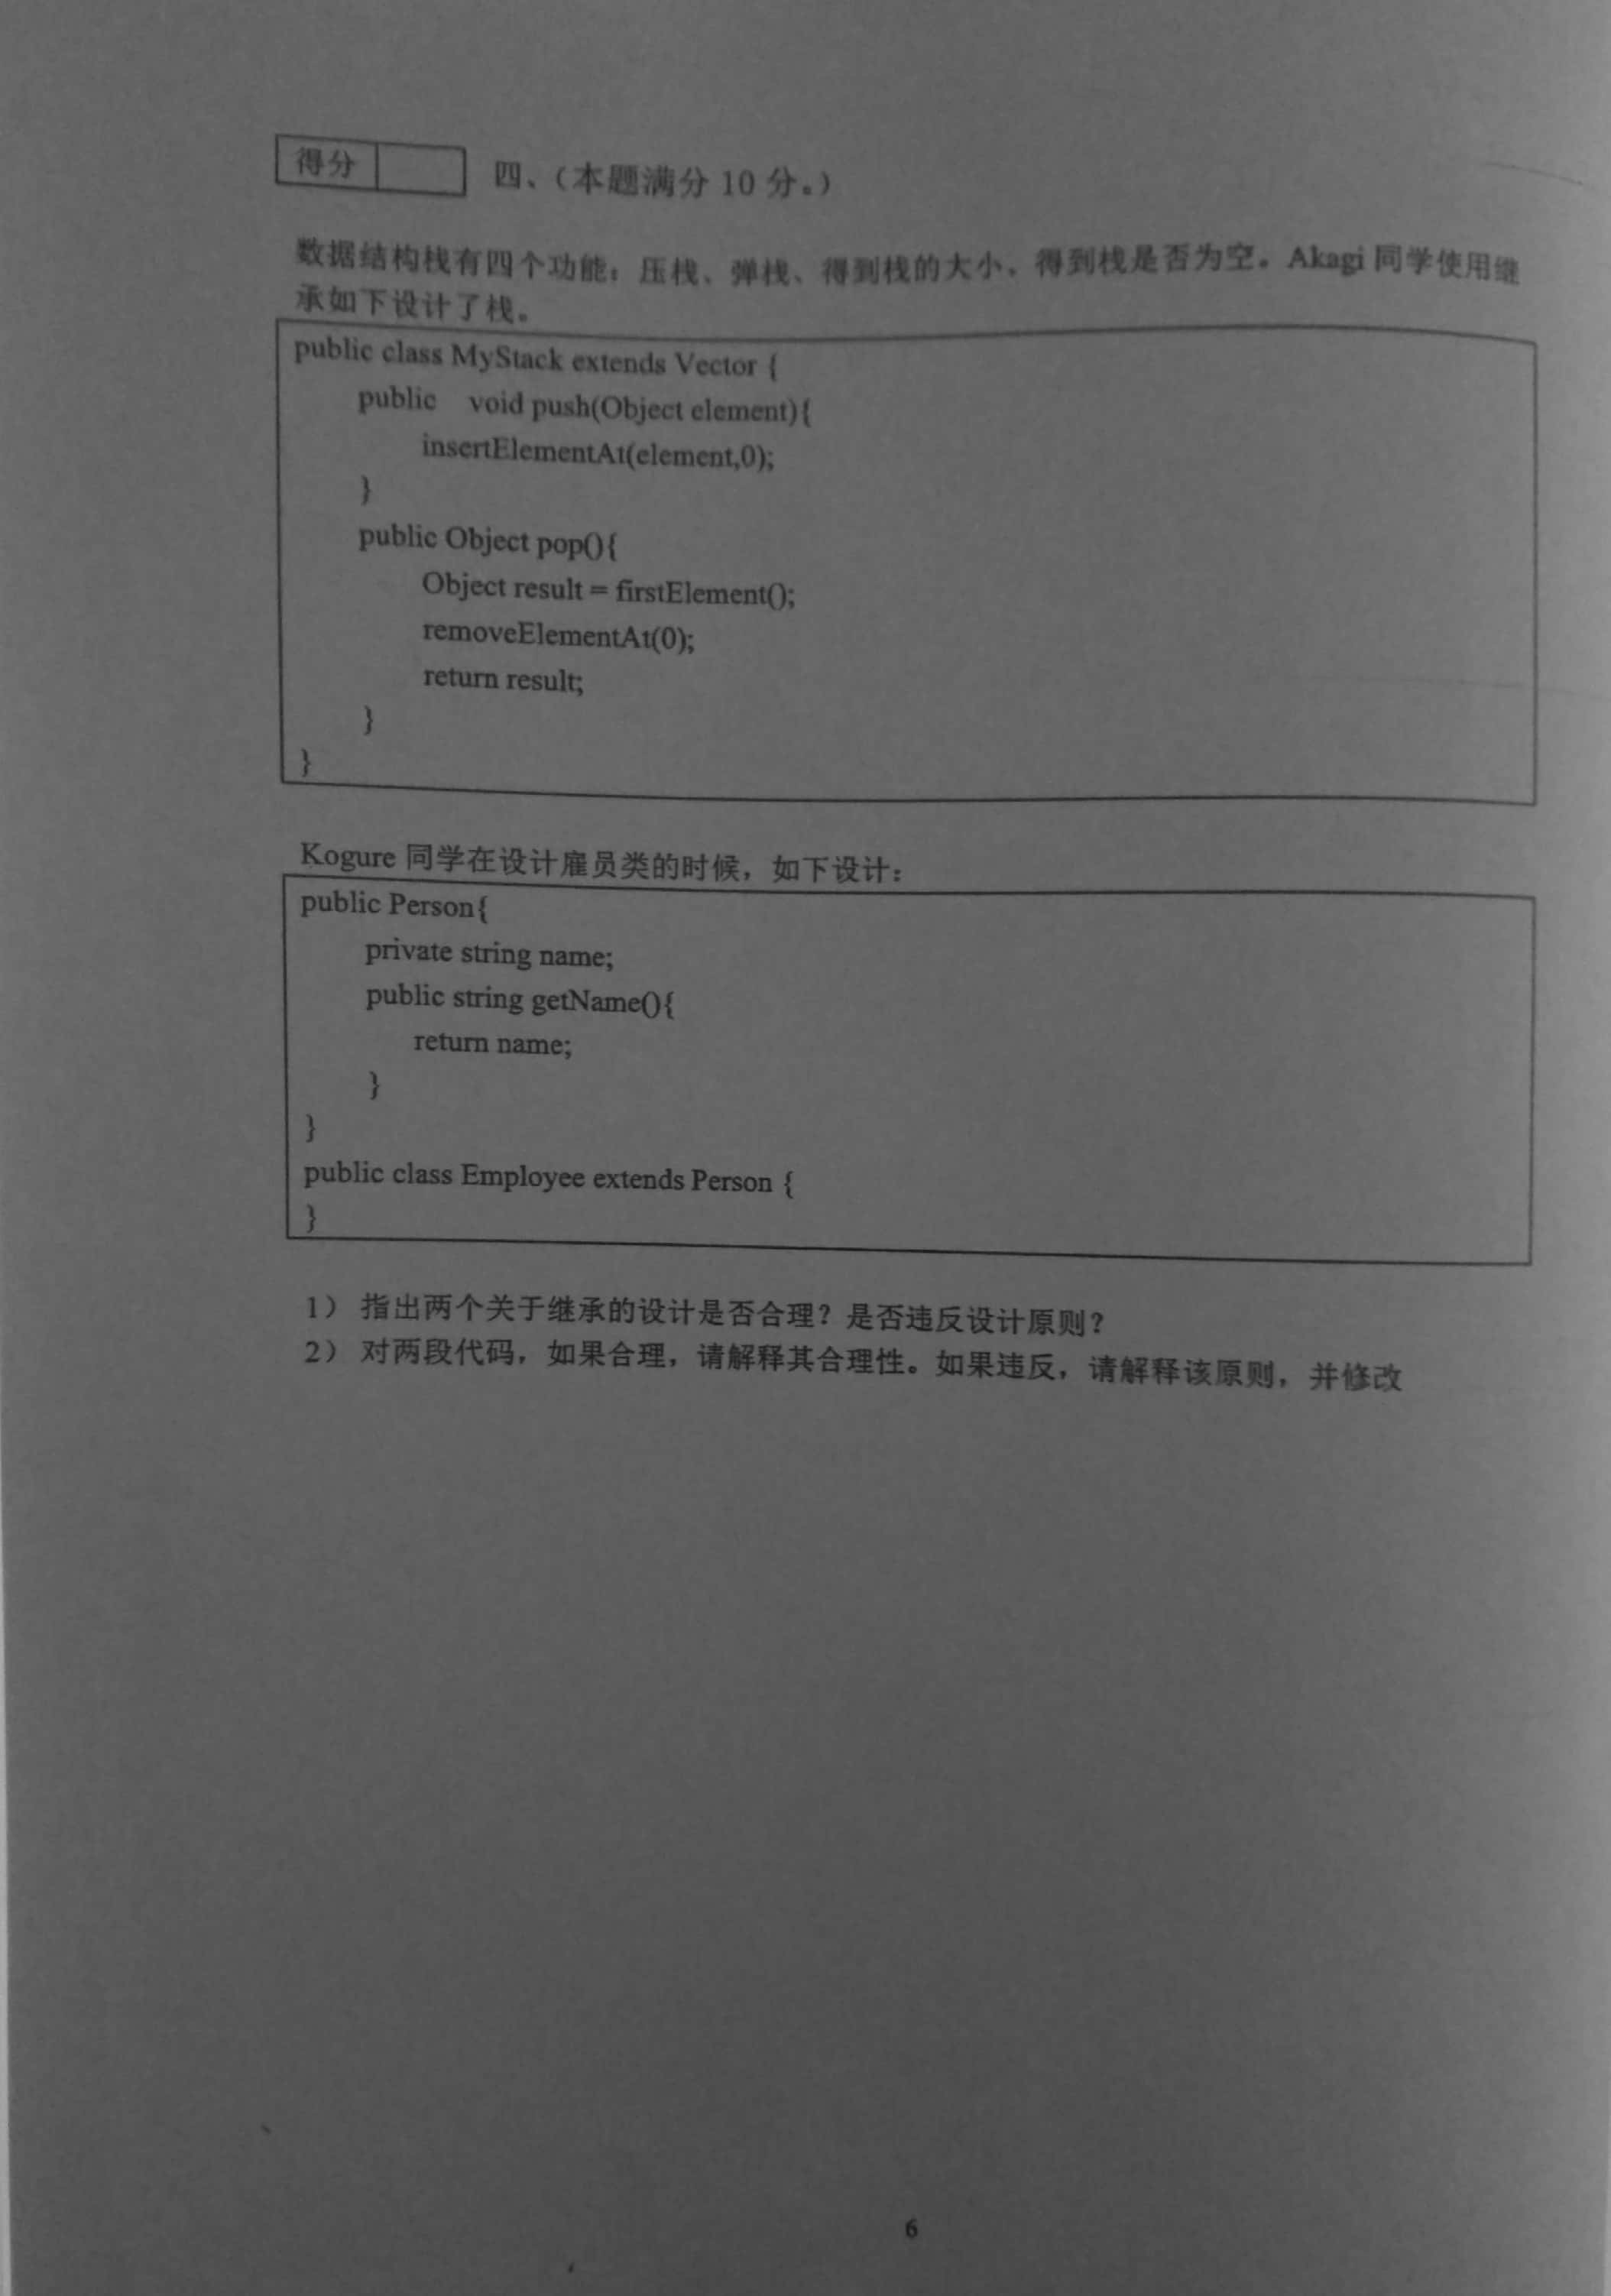 得分
四、（本题满分 10 分。）
数据结构栈有四个功能：压栈、弹栈、得到栈的大小、得到栈是否为空。Akagi 同学使用继
承如下设计了栈。
public class MyStack extends Vector {
public void push(Object element){
insertElementAt(element,0);
}
public Object pop(){
Object result = firstElement();
removeElementAt(0);
return result;
}
}
Kogure 同学在设计雇员类的时候，如下设计：
public Person{
private string name;
public string getName(){
return name;
}
}
public class Employee extends Person {
}
1） 指出两个关于继承的设计是否合理？是否违反设计原则？
2） 对两段代码，如果合理，请解释其合理性。如果违反，请解释该原则，并修改
6